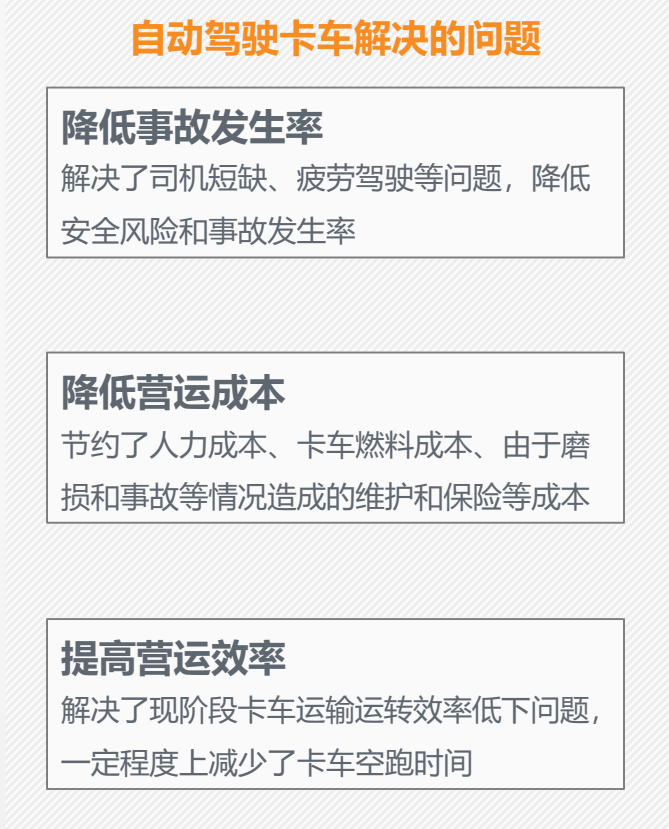 自动驾驶卡车解决的问题
降低事故发生率
解决了司机短缺、疲劳驾驶等问题，降低
安全风险和事故发生率
降低营运成本
节约了人力成本、卡车燃料成本、由于磨
损和事故等情况造成的维护和保险等成本
提高营运效率
解决了现阶段卡车运输运转效率低下问题，
一定程度上减少了卡车空跑时间